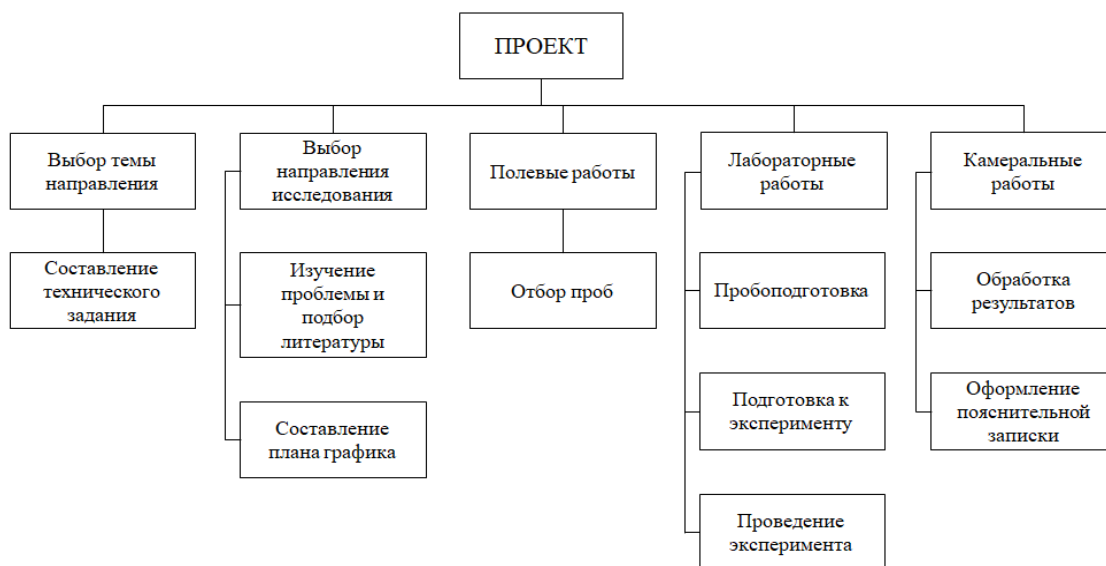 ПРОЕКТ
Выбор темы
направления
Выбор
направления
исследования
Полевые работы
Лабораторные
работы
Камеральные
работы
Составление
технического
задания
Изучение
проблемы и
подбор
литературы
Отбор проб
Пробоподготовка
Обработка
результатов
Составление
плана графика
Подготовка к
эксперименту
Оформление
пояснительной
записки
Проведение
эксперимента